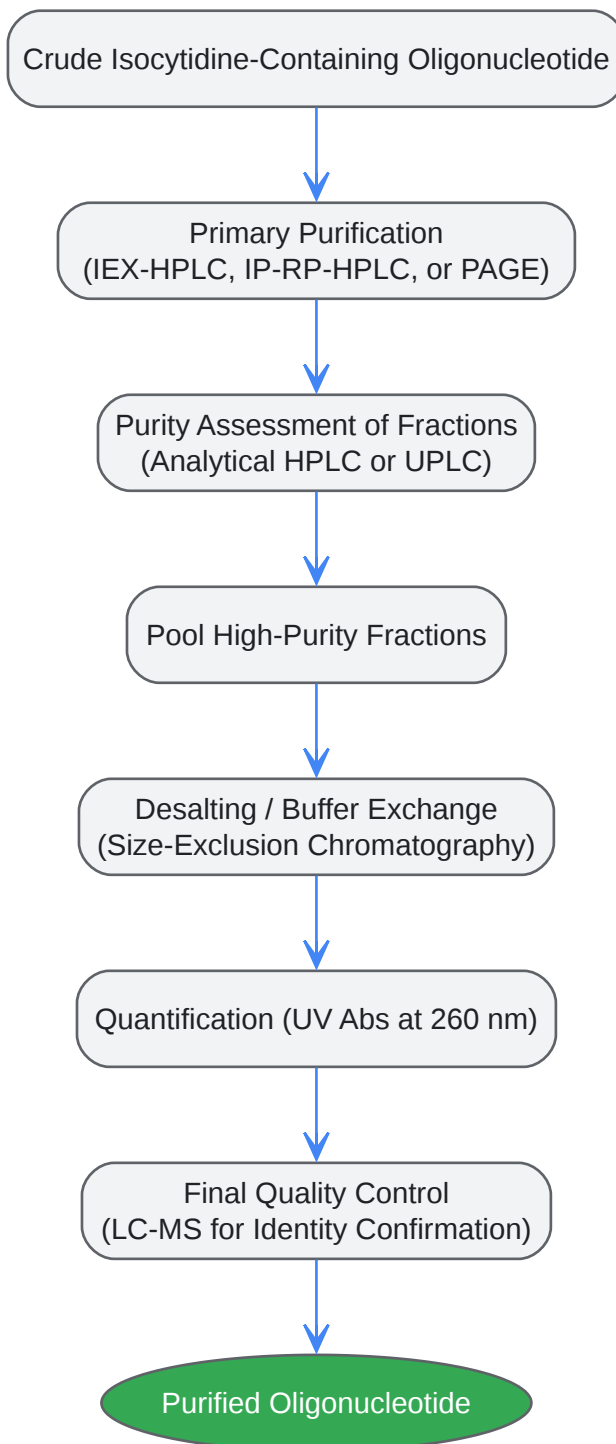 Crude Isocytidine-Containing Oligonucleotide
Primary Purification
(IEX-HPLC, IP-RP-HPLC, or PAGE)
Purity Assessment of Fractions
(Analytical HPLC or UPLC)
Pool High-Purity Fractions
Desalting / Buffer Exchange
(Size-Exclusion Chromatography)
Quantification (UV Abs at 260 nm)
Final Quality Control
(LC-MS for Identity Confirmation)
Purified Oligonucleotide